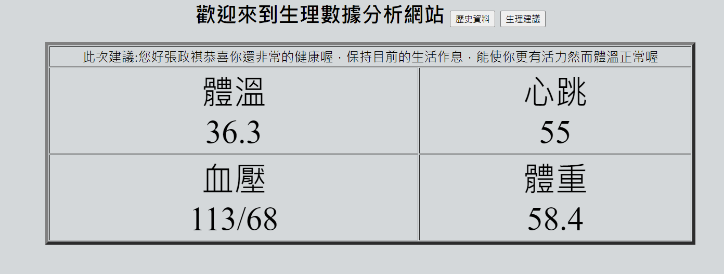 歡迎來到生理數據分析網站 歷史資料 生理建議
此次建議:您好張政祺恭喜你還非常的健康喔，保持目前的生活作息，能使你更有活力然而體溫正常喔
體溫 心跳
36.3 55
血壓 體重
113/68 58.4